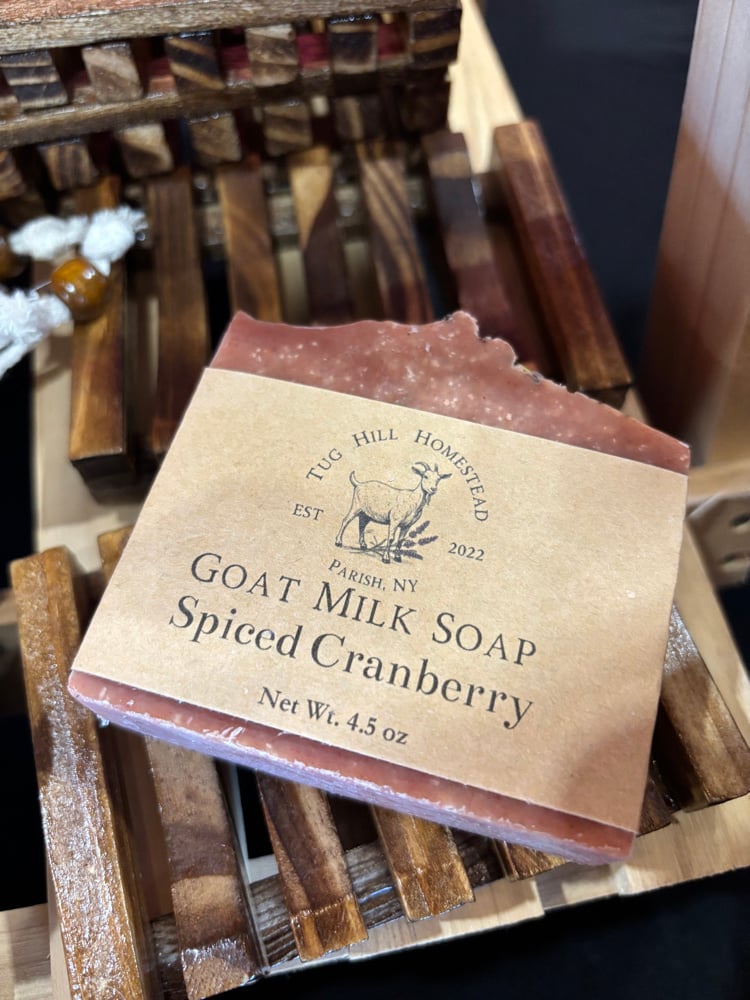 Tug Hill Homestead
EST 2022
Parish, NY
Goat Milk Soap
Spiced Cranberry
Net Wt. 4.5 oz